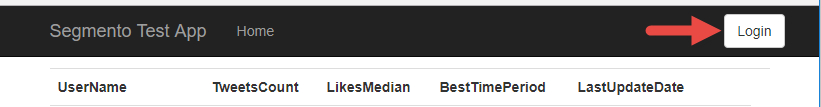 Segmento Test App Home Login
UserName TweetsCount LikesMedian BestTimePeriod LastUpdateDate